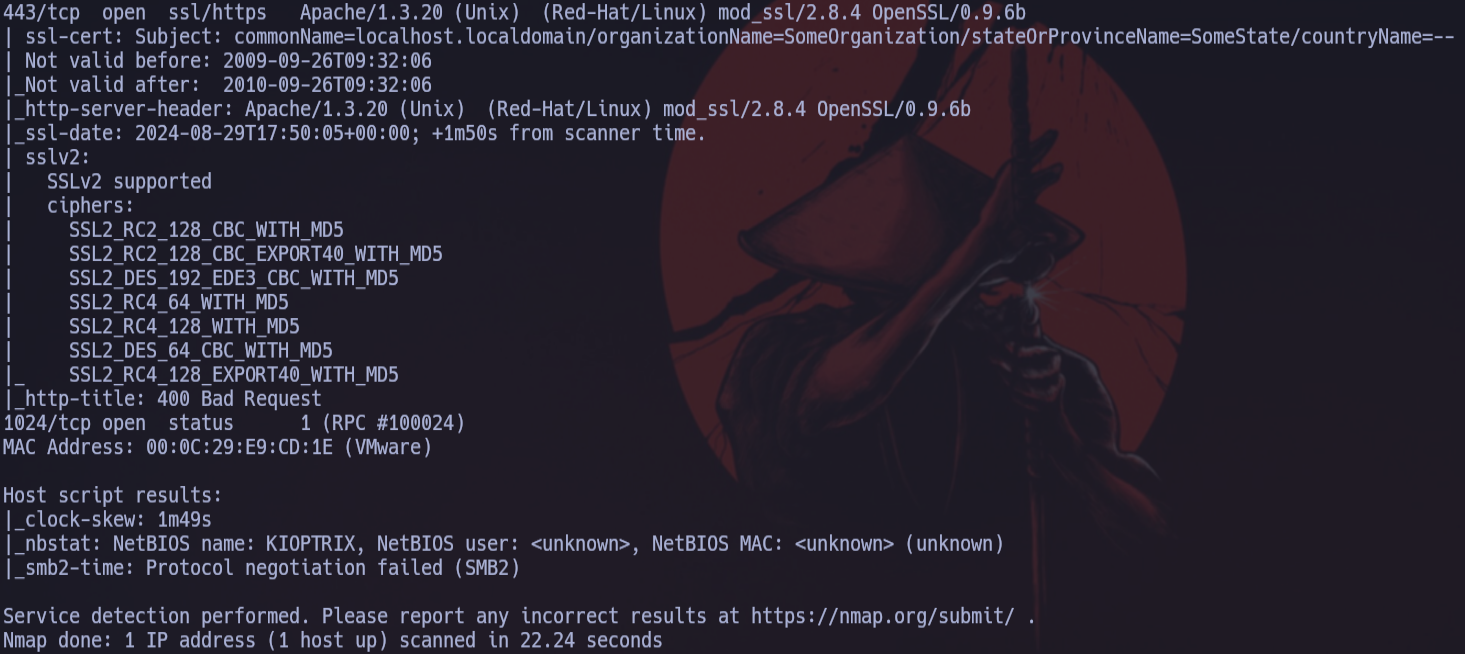 443/tcp  open  ssl/https   Apache/1.3.20 (Unix)  (Red-Hat/Linux) mod_ssl/2.8.4 OpenSSL/0.9.6b
| ssl-cert: Subject: commonName=localhost.localdomain/organizationName=SomeOrganization/stateOrProvinceName=SomeState/countryName=--
| Not valid before: 2009-09-26T09:32:06
|_Not valid after:  2010-09-26T09:32:06
|_http-server-header: Apache/1.3.20 (Unix)  (Red-Hat/Linux) mod_ssl/2.8.4 OpenSSL/0.9.6b
|_ssl-date: 2024-08-29T17:50:05+00:00; +1m50s from scanner time.
| sslv2:
|   SSLv2 supported
|   ciphers:
|     SSL2_RC2_128_CBC_WITH_MD5
|     SSL2_RC2_128_CBC_EXPORT40_WITH_MD5
|     SSL2_DES_192_EDE3_CBC_WITH_MD5
|     SSL2_RC4_64_WITH_MD5
|     SSL2_RC4_128_WITH_MD5
|     SSL2_DES_64_CBC_WITH_MD5
|_    SSL2_RC4_128_EXPORT40_WITH_MD5
|_http-title: 400 Bad Request
1024/tcp open  status      1 (RPC #100024)
MAC Address: 00:0C:29:E9:CD:1E (VMware)

Host script results:
|_clock-skew: 1m49s
|_nbstat: NetBIOS name: KIOPTRIX, NetBIOS user: <unknown>, NetBIOS MAC: <unknown> (unknown)
|_smb2-time: Protocol negotiation failed (SMB2)

Service detection performed. Please report any incorrect results at https://nmap.org/submit/ .
Nmap done: 1 IP address (1 host up) scanned in 22.24 seconds